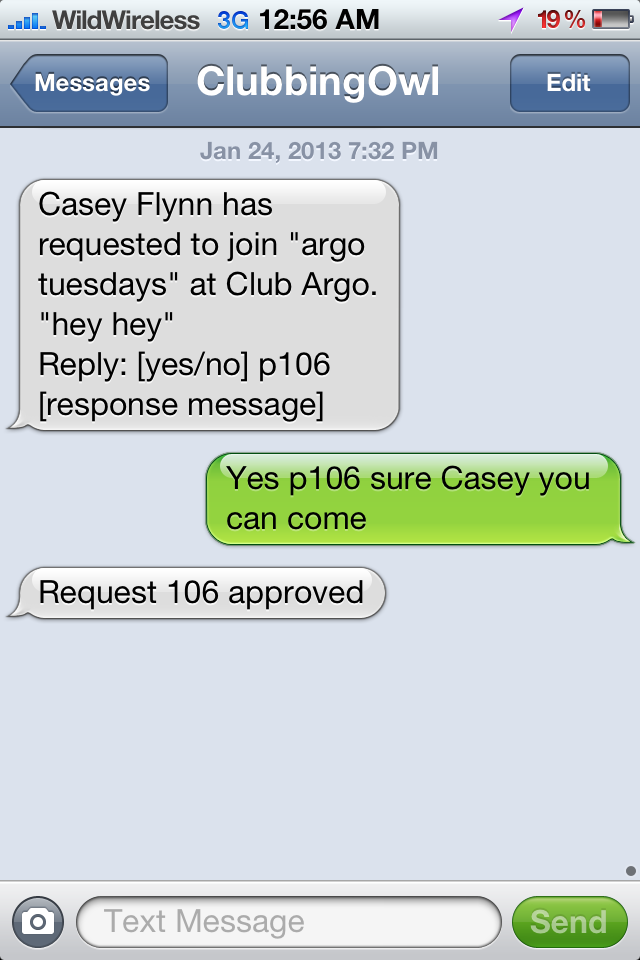 WildWireless 3G 12:56 AM 19%
Messages ClubbingOwl Edit
Jan 24, 2013 7:32 PM
Casey Flynn has
requested to join "argo
tuesdays" at Club Argo.
"hey hey"
Reply: [yes/no] p106
[response message]
Yes p106 sure Casey you
can come
Request 106 approved
Text Message Send